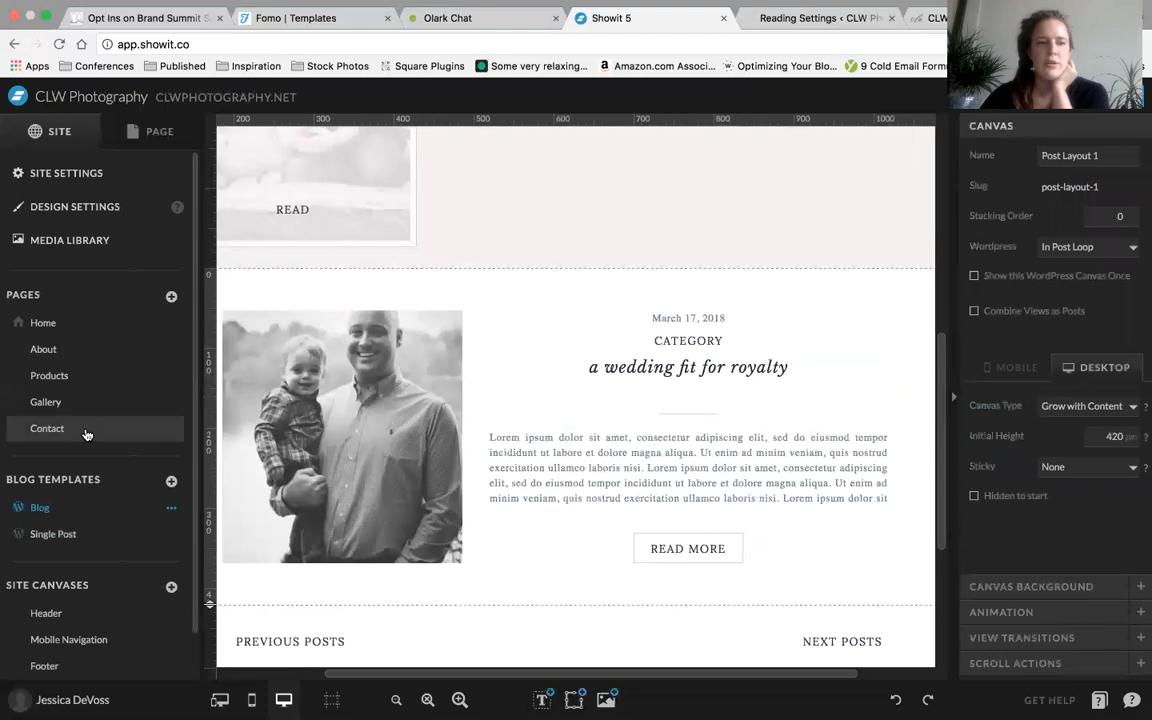 Opt Ins on Brand Summit S
Fomo | Templates
Olark Chat
Showit 5
Reading Settings < CLW P
CLW
app.showit.co
Apps
Conferences
Published
Inspiration
Stock Photos
Square Plugins
Some very relaxing...
Amazon.com Associ...
Optimizing Your Blo...
9 Cold Email Form
CLW Photography
CLWPHOTOGRAPHY.NET
SITE
PAGE
SITE SETTINGS
DESIGN SETTINGS
?
MEDIA LIBRARY
PAGES
Home
About
Products
Gallery
Contact
BLOG TEMPLATES
Blog
Single Post
SITE CANVASES
Header
Mobile Navigation
Footer
Jessica DeVoss
200
300
400
500
600
700
800
900
1000
0
100
200
300
4
READ
March 17, 2018
CATEGORY
a wedding fit for royalty
Lorem ipsum dolor sit amet, consectetur adipiscing elit, sed do eiusmod tempor
incididunt ut labore et dolore magna aliqua. Ut enim ad minim veniam, quis nostrud
exercitation ullamco laboris nisi. Lorem ipsum dolor sit amet, consectetur adipiscing
elit, sed do eiusmod tempor incididunt ut labore et dolore magna aliqua. Ut enim ad
minim veniam, quis nostrud exercitation ullamco laboris nisi. Lorem ipsum dolor sit
READ MORE
PREVIOUS POSTS
NEXT POSTS
CANVAS
Name
Post Layout 1
Slug
post-layout-1
Stacking Order
0
Wordpress
In Post Loop
Show this WordPress Canvas Once
Combine Views as Posts
MOBILE
DESKTOP
Canvas Type
Grow with Content
?
Initial Height
420 px
?
Sticky
None
?
Hidden to start
CANVAS BACKGROUND
ANIMATION
VIEW TRANSITIONS
SCROLL ACTIONS
GET HELP